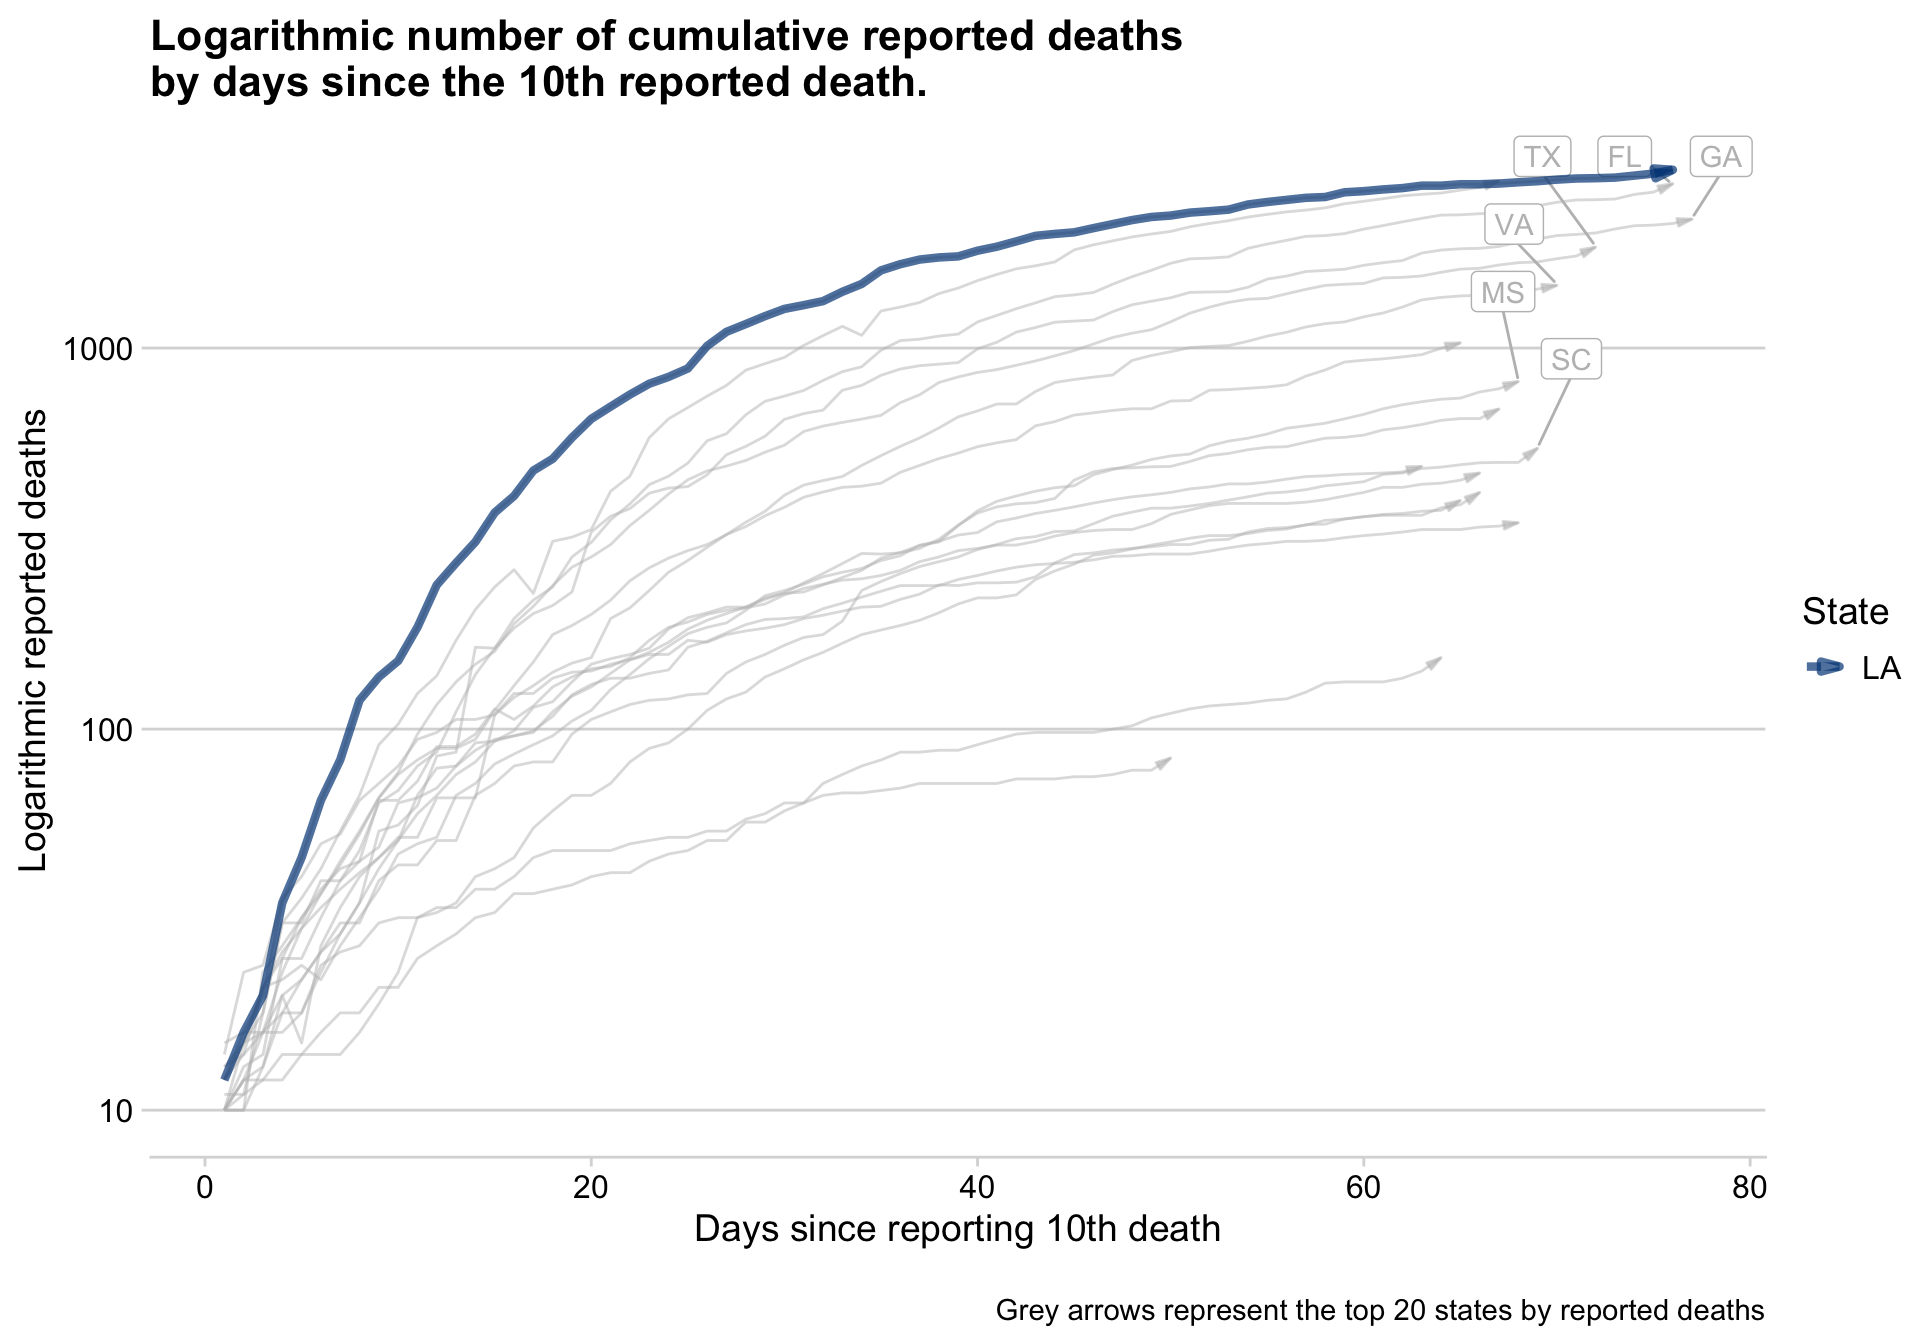 Logarithmic number of cumulative reported deaths
by days since the 10th reported death.
TX
FL
GA
VA
MS
SC
1000
100
10
Logarithmic reported deaths
0
20
40
60
80
Days since reporting 10th death
State
LA
Grey arrows represent the top 20 states by reported deaths